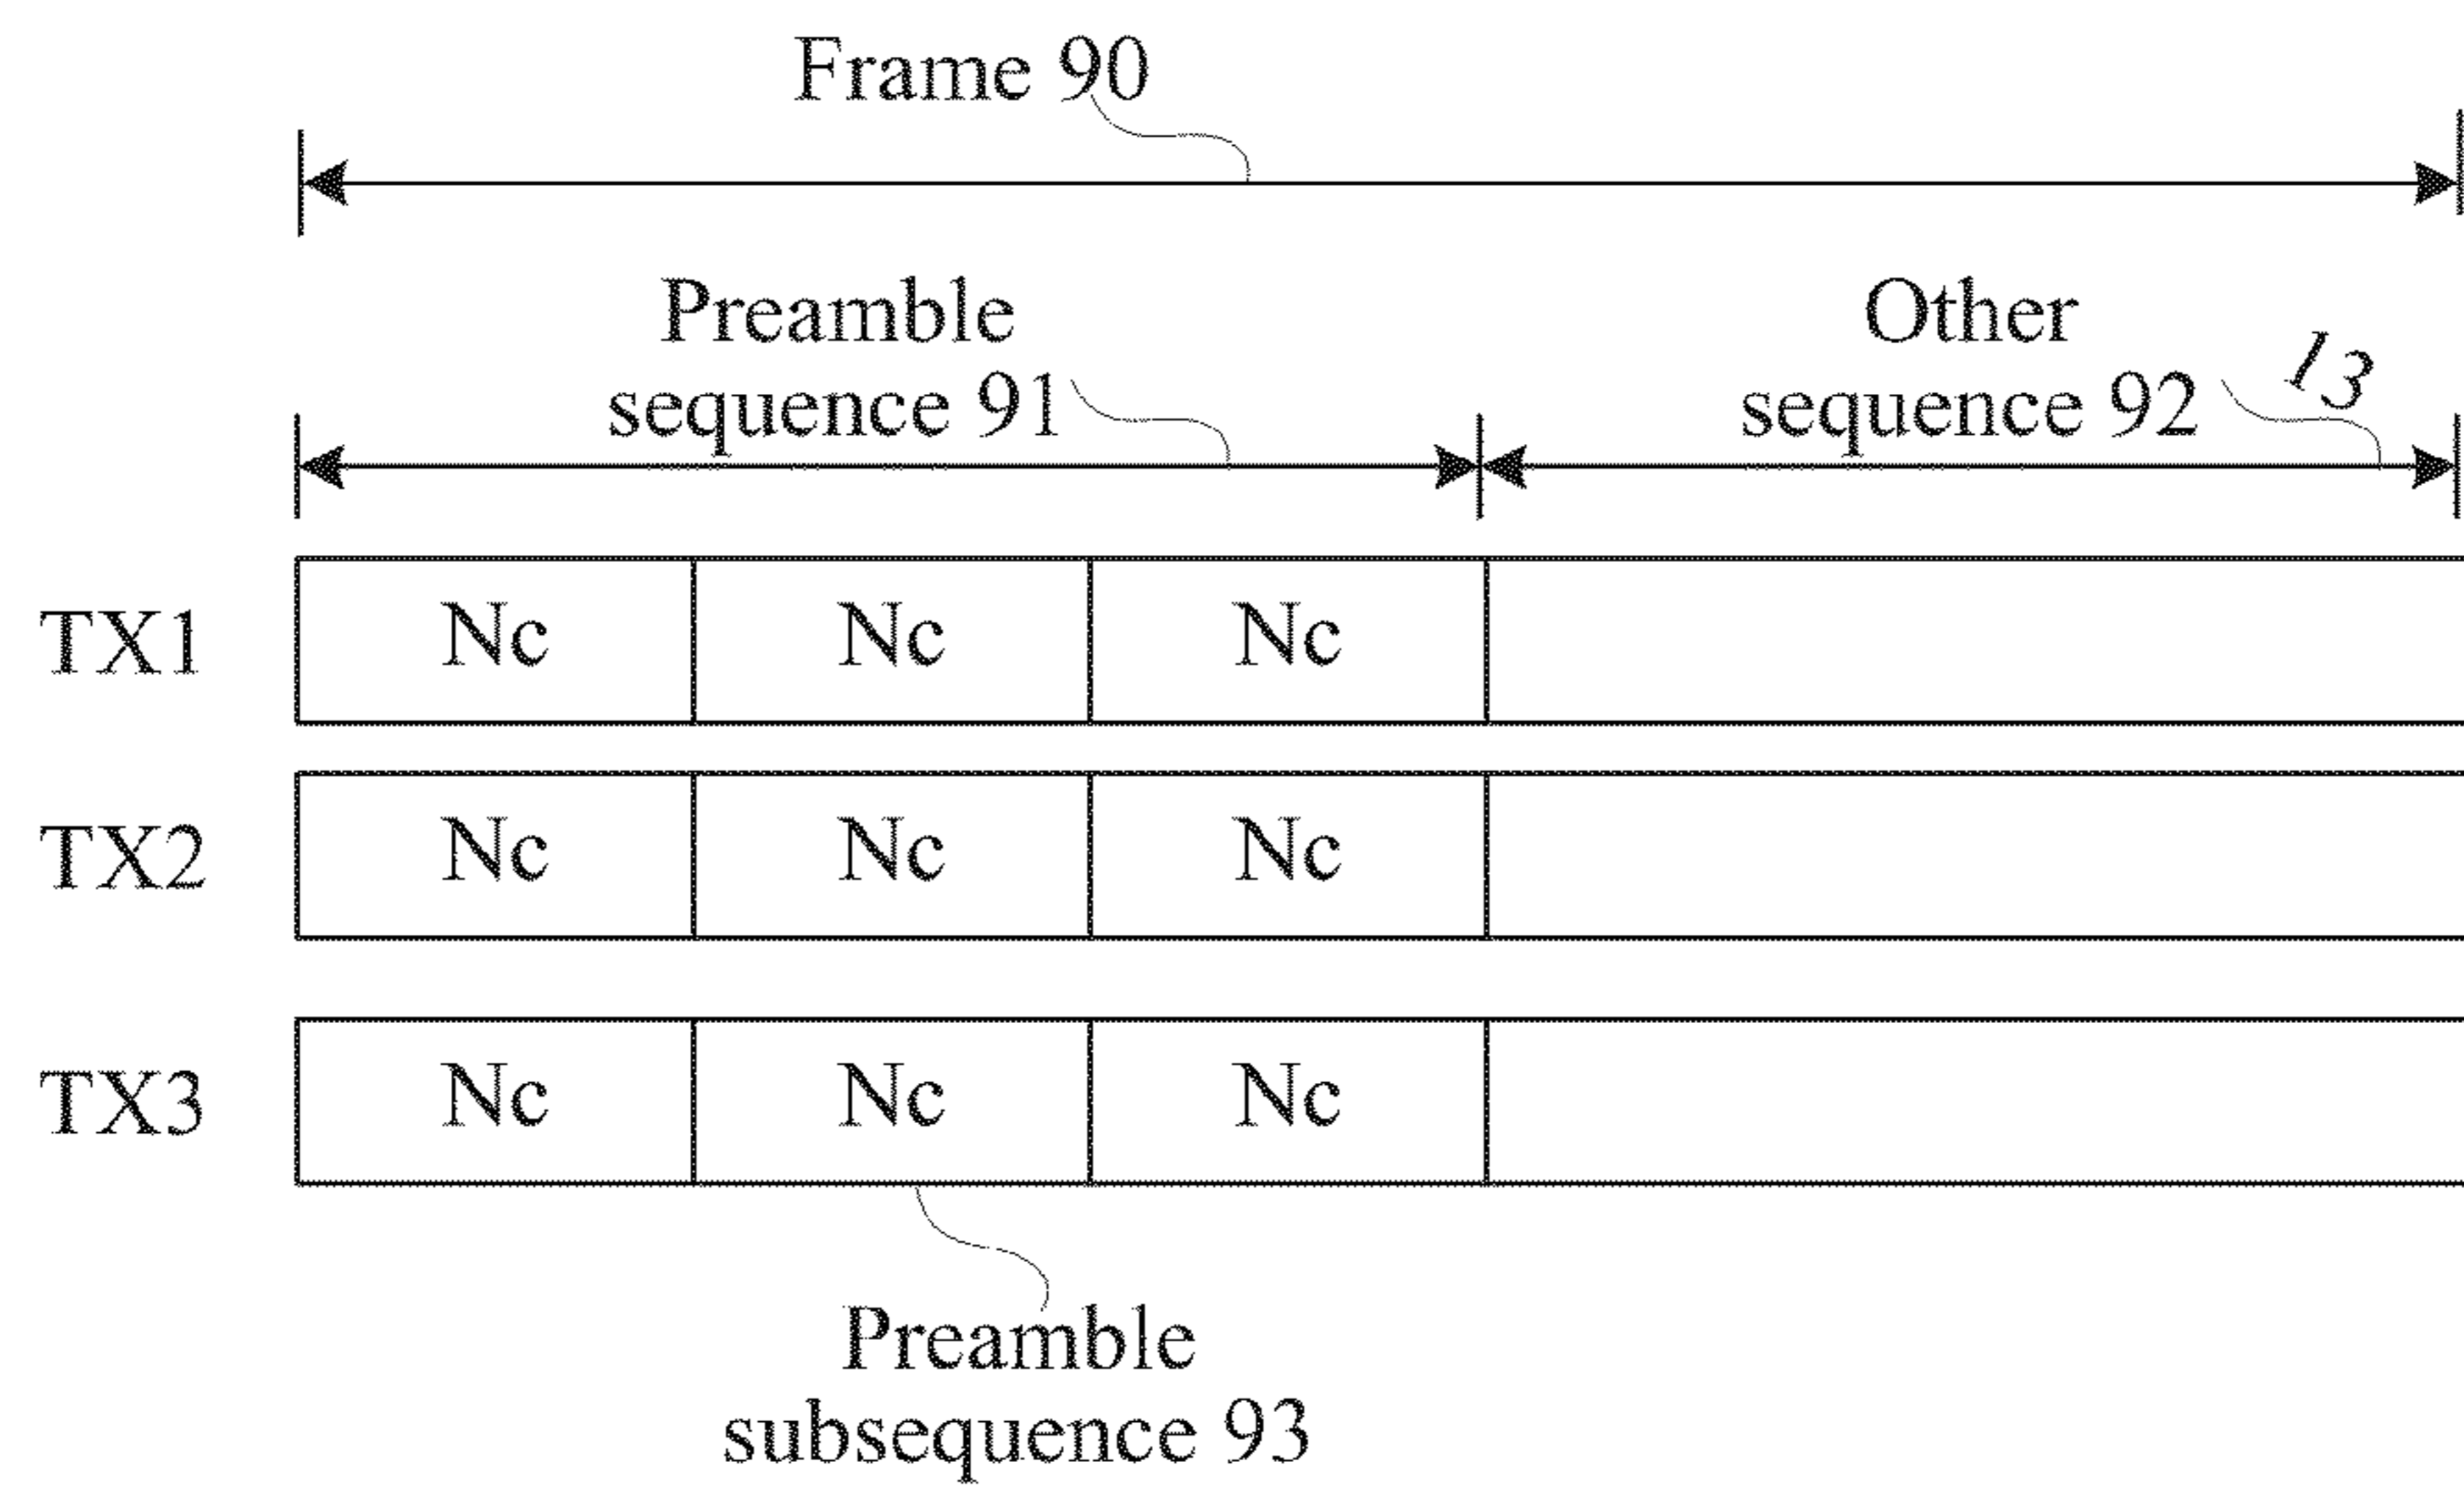 Frame 90
Preamble
sequence 91
Other
sequence 92
13
TX1 Nc Nc Nc
TX2 Nc Nc Nc
TX3 Nc Nc Nc
Preamble
subsequence 93